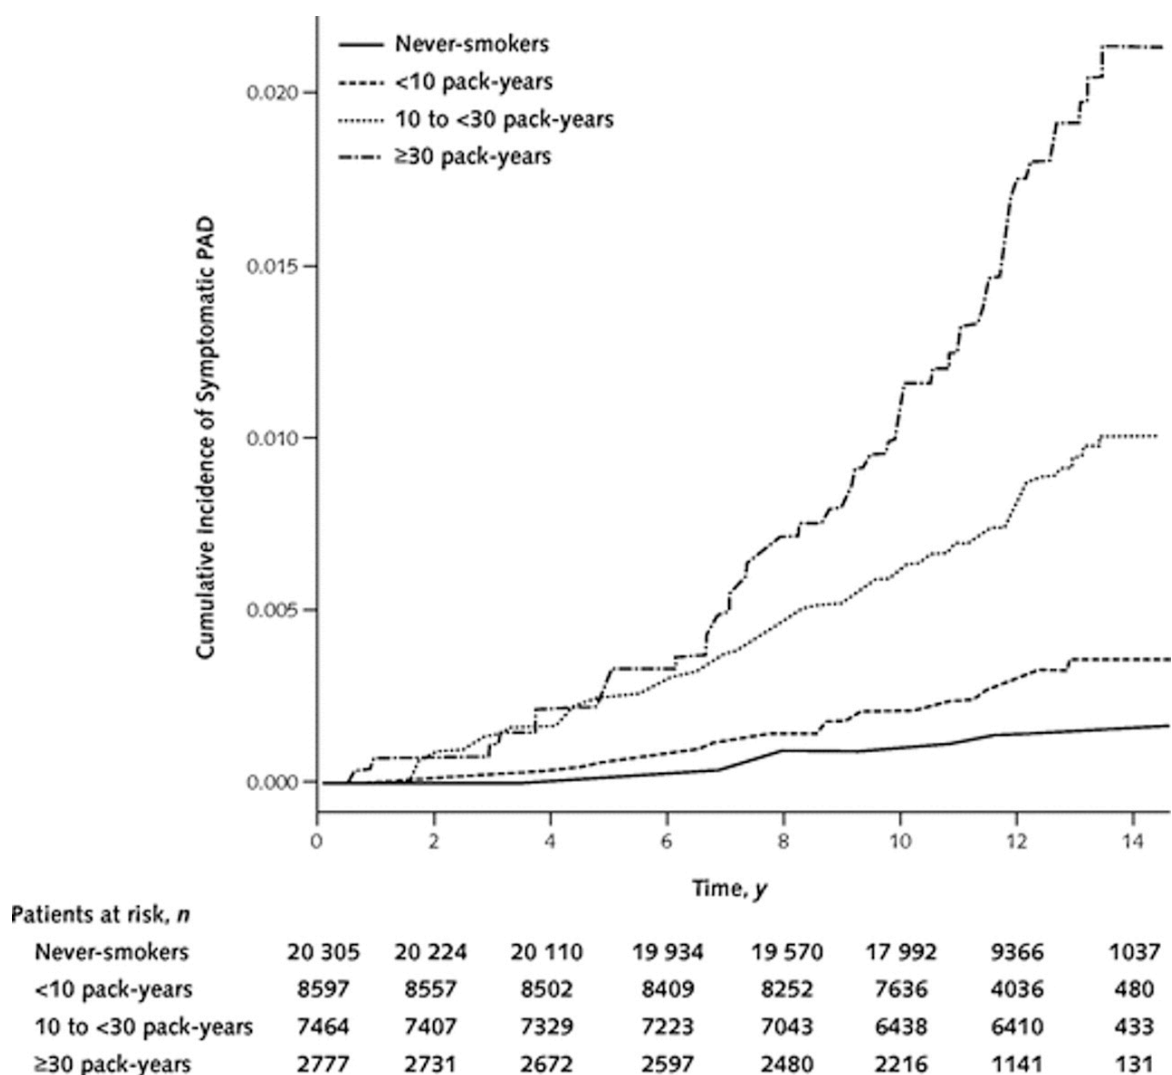 Never-smokers
<10 pack-years
10 to <30 pack-years
≥30 pack-years
0.020
0.015
0.010
0.005
0.000
Cumulative Incidence of Symptomatic PAD
0 2 4 6 8 10 12 14
Time, y
Patients at risk, n
Never-smokers 20 305 20 224 20 110 19 934 19 570 17 992 9366 1037
<10 pack-years 8597 8557 8502 8409 8252 7636 4036 480
10 to <30 pack-years 7464 7407 7329 7223 7043 6438 6410 433
≥30 pack-years 2777 2731 2672 2597 2480 2216 1141 131